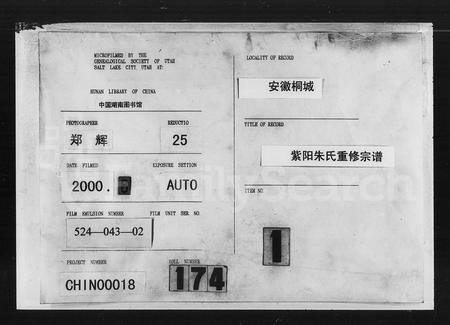 MICROFILMED BY THE
GENEALOGICAL SOCIETY OF UTAH
SALT LAKE CITY, UTAH AT:
HUNAN LIBRARY OF CHINA
中国湖南图书馆
PHOTOGRAPHER
REDUCTIO
郑 辉
25
DATE FILMED
EXPOSURE SETTION
2000.
AUTO
FILM EMULSION NUMBER
FILM UNIT SER NO.
524—043—02
PROJECT NUMBER
ROLL NUMBER
CHINO0018
174
LOCALITY OF RECORD
安徽桐城
TITLE OF RECORD
紫阳朱氏重修宗谱
ITEM NO.
1
FamilySearch